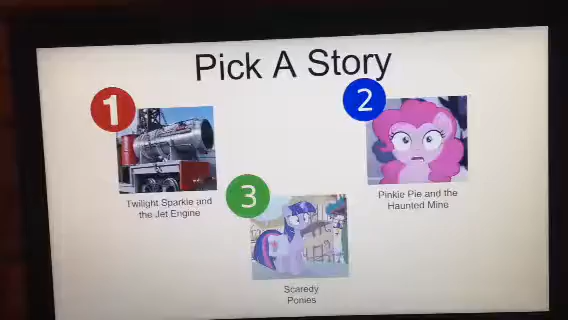 Pick A Story
1
Twilight Sparkle and
the Jet Engine
2
Pinkie Pie and the
Haunted Mine
3
Scaredy
Ponies